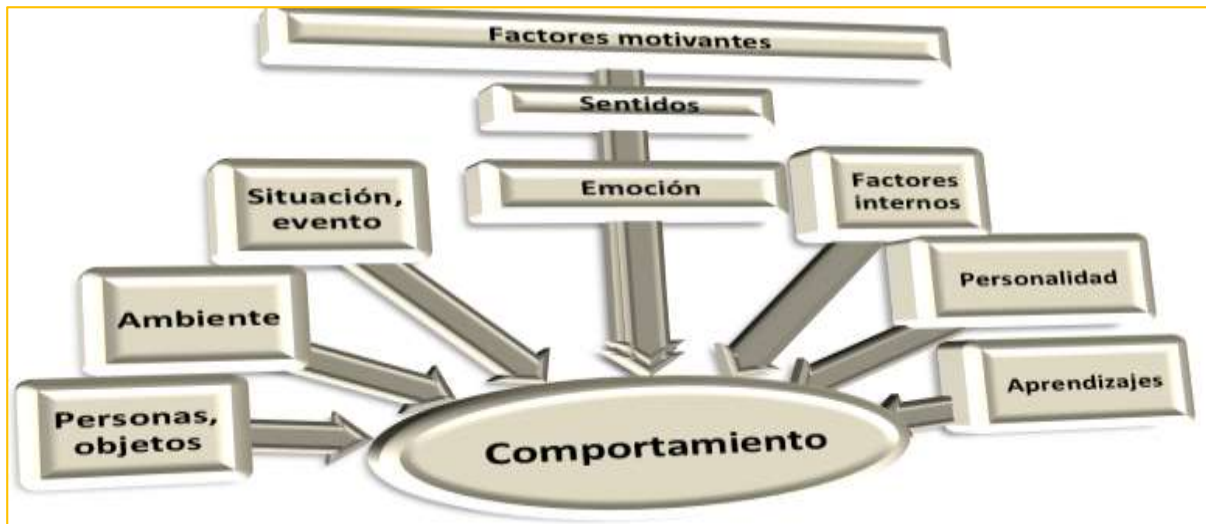 Factores motivantes
Sentidos
Emoción
Situación,
evento
Factores
internos
Ambiente
Personalidad
Personas,
objetos
Aprendizajes
Comportamiento